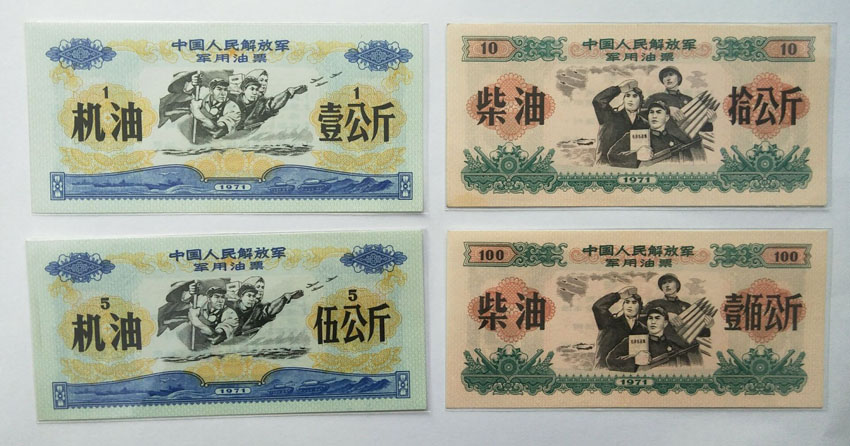 中国人民解放军
军用油票
1 1
机油 壹公斤
1971
10 中国人民解放军 10
军用油票
柴油 拾公斤
1971
中国人民解放军
军用油票
5 5
机油 伍公斤
1971
中国人民解放军
100 军用油票 100
柴油 壹佰公斤
1971